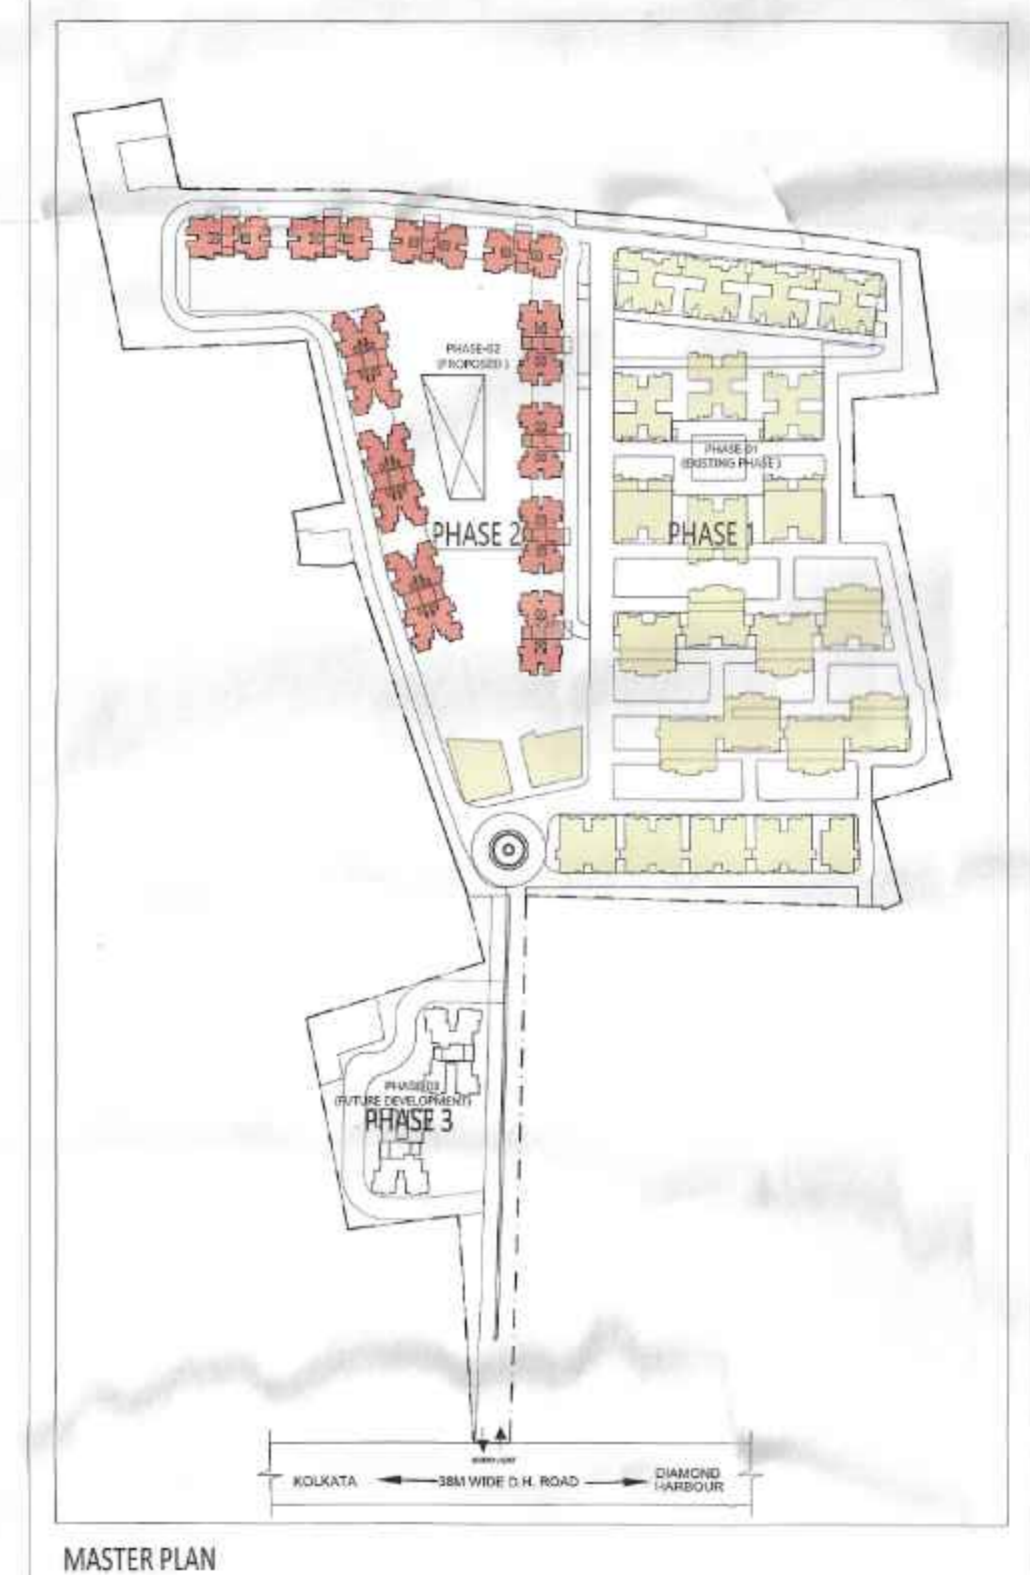 PHASE-02
(PROPOSED)
PHASE-01
(EXISTING PHASE)
PHASE 2
PHASE 1
PHASE-03
(FUTURE DEVELOPMENT)
PHASE 3
KOLKATA
38M WIDE D.H. ROAD
DIAMOND
HARBOUR
MASTER PLAN